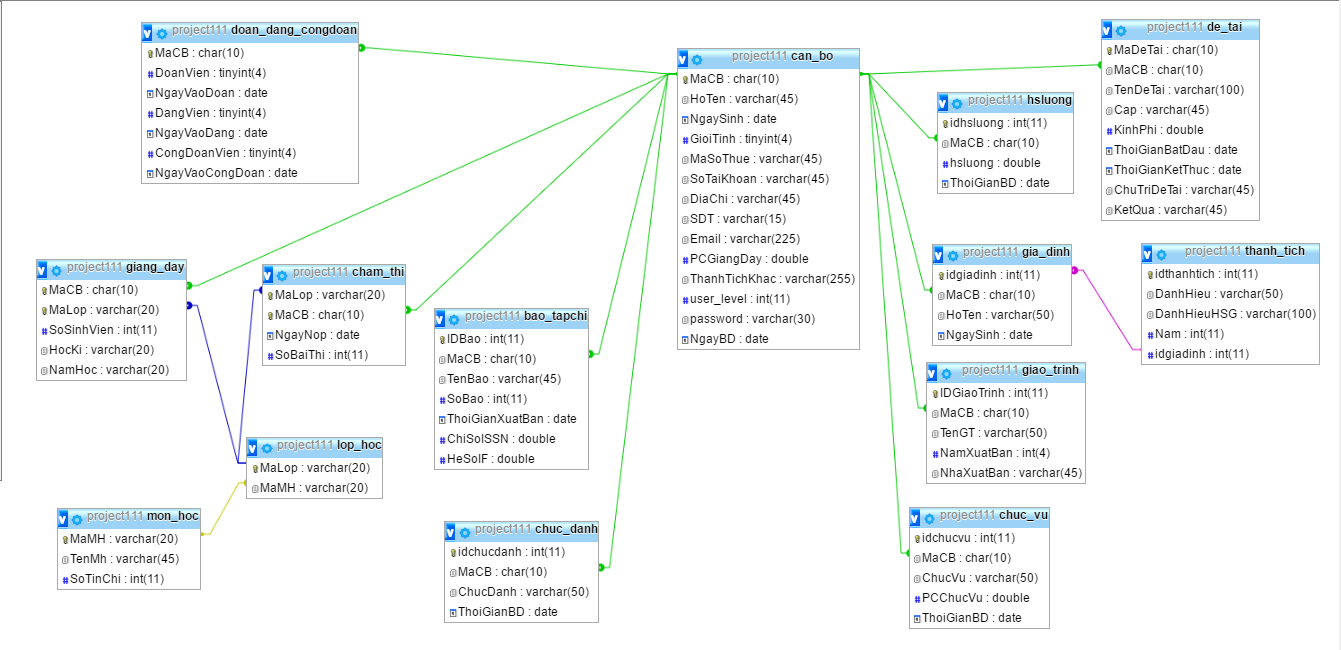 project111 doan_dang_congdoan
MaCB : char(10)
DoanVien : tinyint(4)
NgayVaoDoan : date
DangVien : tinyint(4)
NgayVaoDang : date
CongDoanVien : tinyint(4)
NgayVaoCongDoan : date
project111 can_bo
MaCB : char(10)
HoTen : varchar(45)
NgaySinh : date
GioiTinh : tinyint(4)
MaSoThue : varchar(45)
SoTaiKhoan : varchar(45)
DiaChi : varchar(45)
SDT : varchar(15)
Email : varchar(225)
PCGiangDay : double
ThanhTichKhac : varchar(255)
user_level : int(11)
password : varchar(30)
NgayBD : date
project111 de_tai
MaDeTai : char(10)
MaCB : char(10)
TenDeTai : varchar(100)
Cap : varchar(45)
KinhPhi : double
ThoiGianBatDau : date
ThoiGianKetThuc : date
ChuTriDeTai : varchar(45)
KetQua : varchar(45)
project111 hsluong
idhsluong : int(11)
MaCB : char(10)
hsluong : double
ThoiGianBD : date
project111 giang_day
MaCB : char(10)
MaLop : varchar(20)
SoSinhVien : int(11)
HocKi : varchar(20)
NamHoc : varchar(20)
project111 cham_thi
MaLop : varchar(20)
MaCB : char(10)
NgayNop : date
SoBaiThi : int(11)
project111 bao_tapchi
IDBao : int(11)
MaCB : char(10)
TenBao : varchar(45)
SoBao : int(11)
ThoiGianXuatBan : date
ChiSoISSN : double
HeSoIF : double
project111 gia_dinh
idgiadinh : int(11)
MaCB : char(10)
HoTen : varchar(50)
NgaySinh : date
project111 thanh_tich
idthanhtich : int(11)
DanhHieu : varchar(50)
DanhHieuHSG : varchar(100)
Nam : int(11)
idgiadinh : int(11)
project111 giao_trinh
IDGiaoTrinh : int(11)
MaCB : char(10)
TenGT : varchar(50)
NamXuatBan : int(4)
NhaXuatBan : varchar(45)
project111 lop_hoc
MaLop : varchar(20)
MaMH : varchar(20)
project111 mon_hoc
MaMH : varchar(20)
TenMh : varchar(45)
SoTinChi : int(11)
project111 chuc_danh
idchucdanh : int(11)
MaCB : char(10)
ChucDanh : varchar(50)
ThoiGianBD : date
project111 chuc_vu
idchucvu : int(11)
MaCB : char(10)
ChucVu : varchar(50)
PCChucVu : double
ThoiGianBD : date